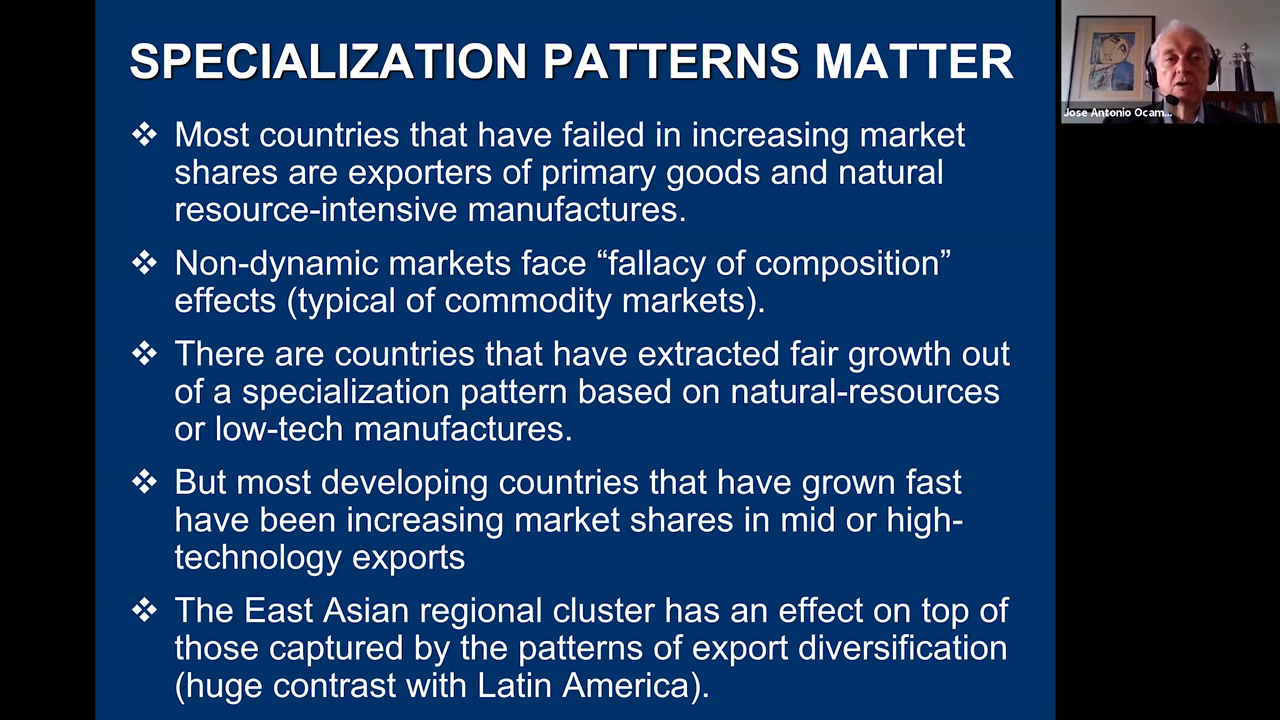 SPECIALIZATION PATTERNS MATTER
❖ Most countries that have failed in increasing market
shares are exporters of primary goods and natural
resource-intensive manufactures.
❖ Non-dynamic markets face “fallacy of composition”
effects (typical of commodity markets).
❖ There are countries that have extracted fair growth out
of a specialization pattern based on natural-resources
or low-tech manufactures.
❖ But most developing countries that have grown fast
have been increasing market shares in mid or high-
technology exports
❖ The East Asian regional cluster has an effect on top of
those captured by the patterns of export diversification
(huge contrast with Latin America).
Jose Antonio Ocam...